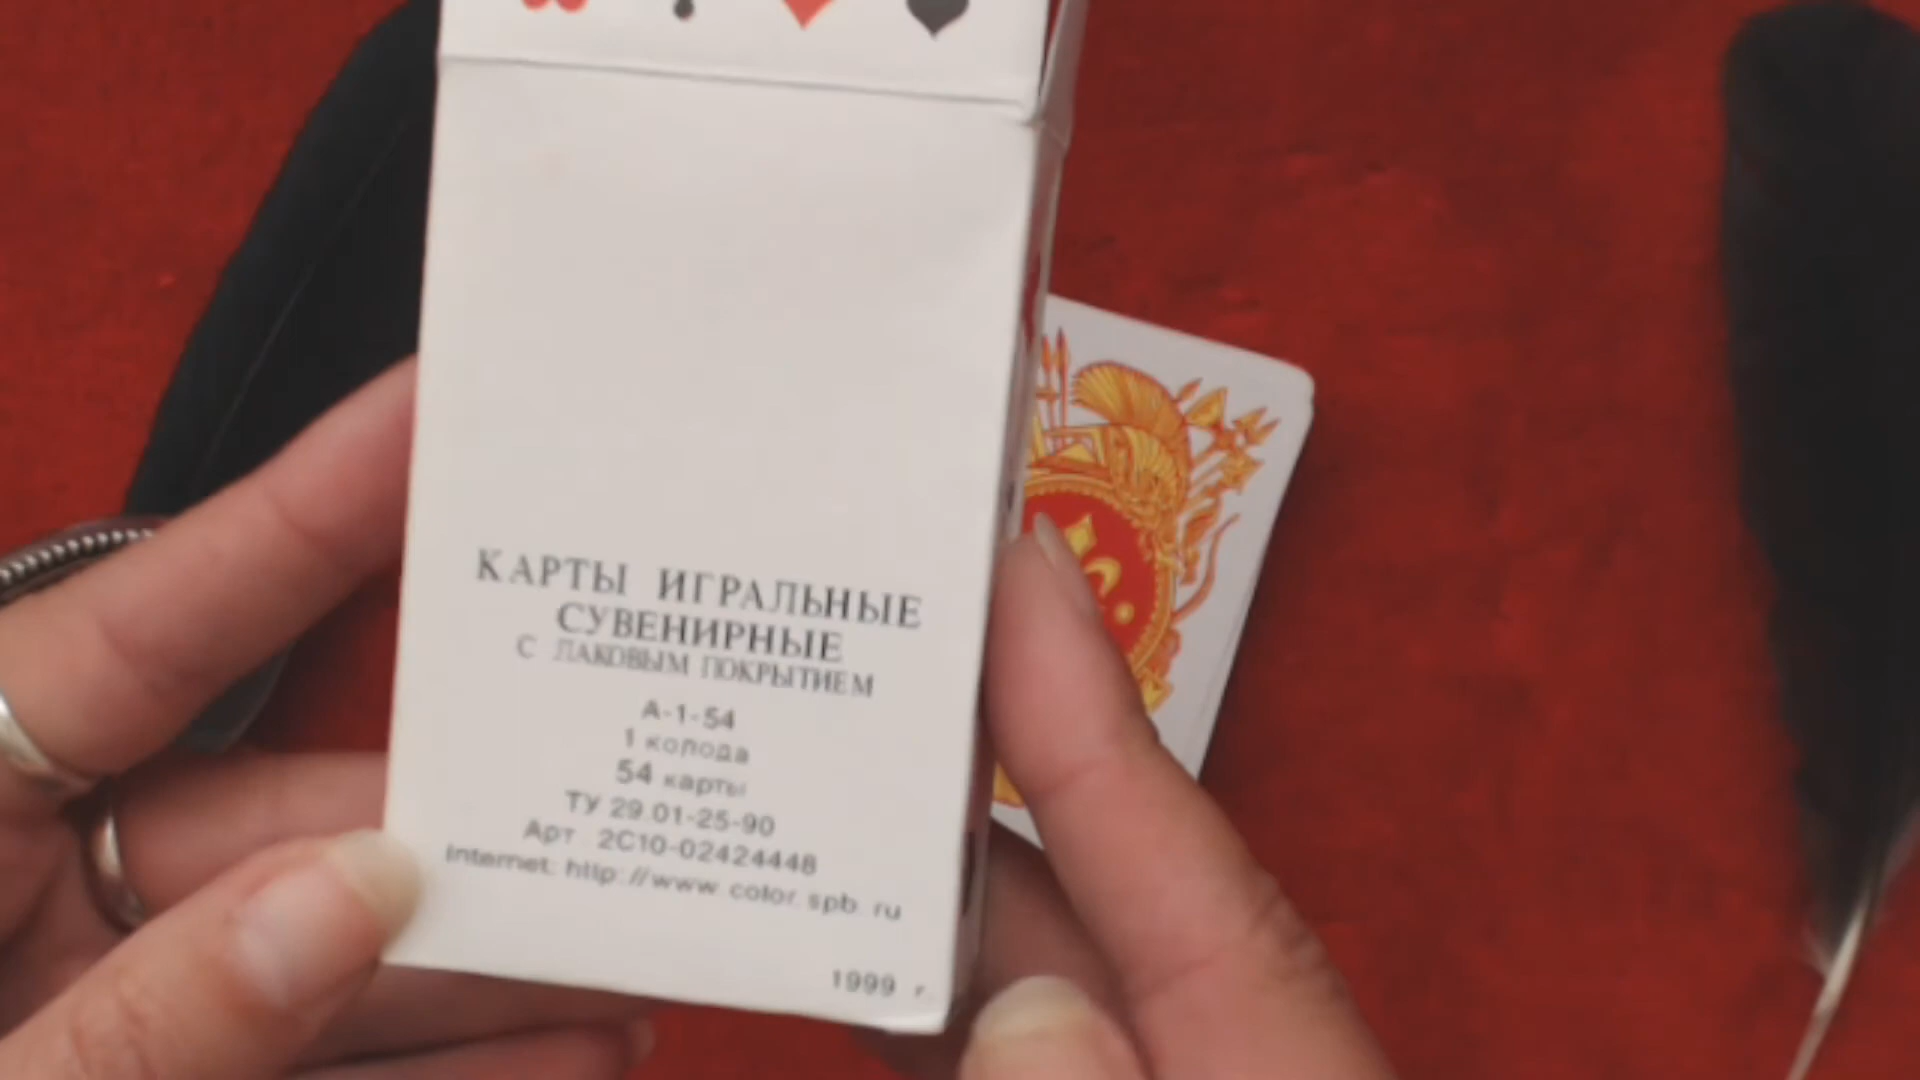 КАРТЫ ИГРАЛЬНЫЕ
СУВЕНИРНЫЕ
С ЛАКОВЫМ ПОКРЫТИЕМ
А-1-54
1 колода
54 карты
ТУ 29.01-25-90
Арт. 2С10-02424448
Internet: http://www.color.spb.ru
1999 г.